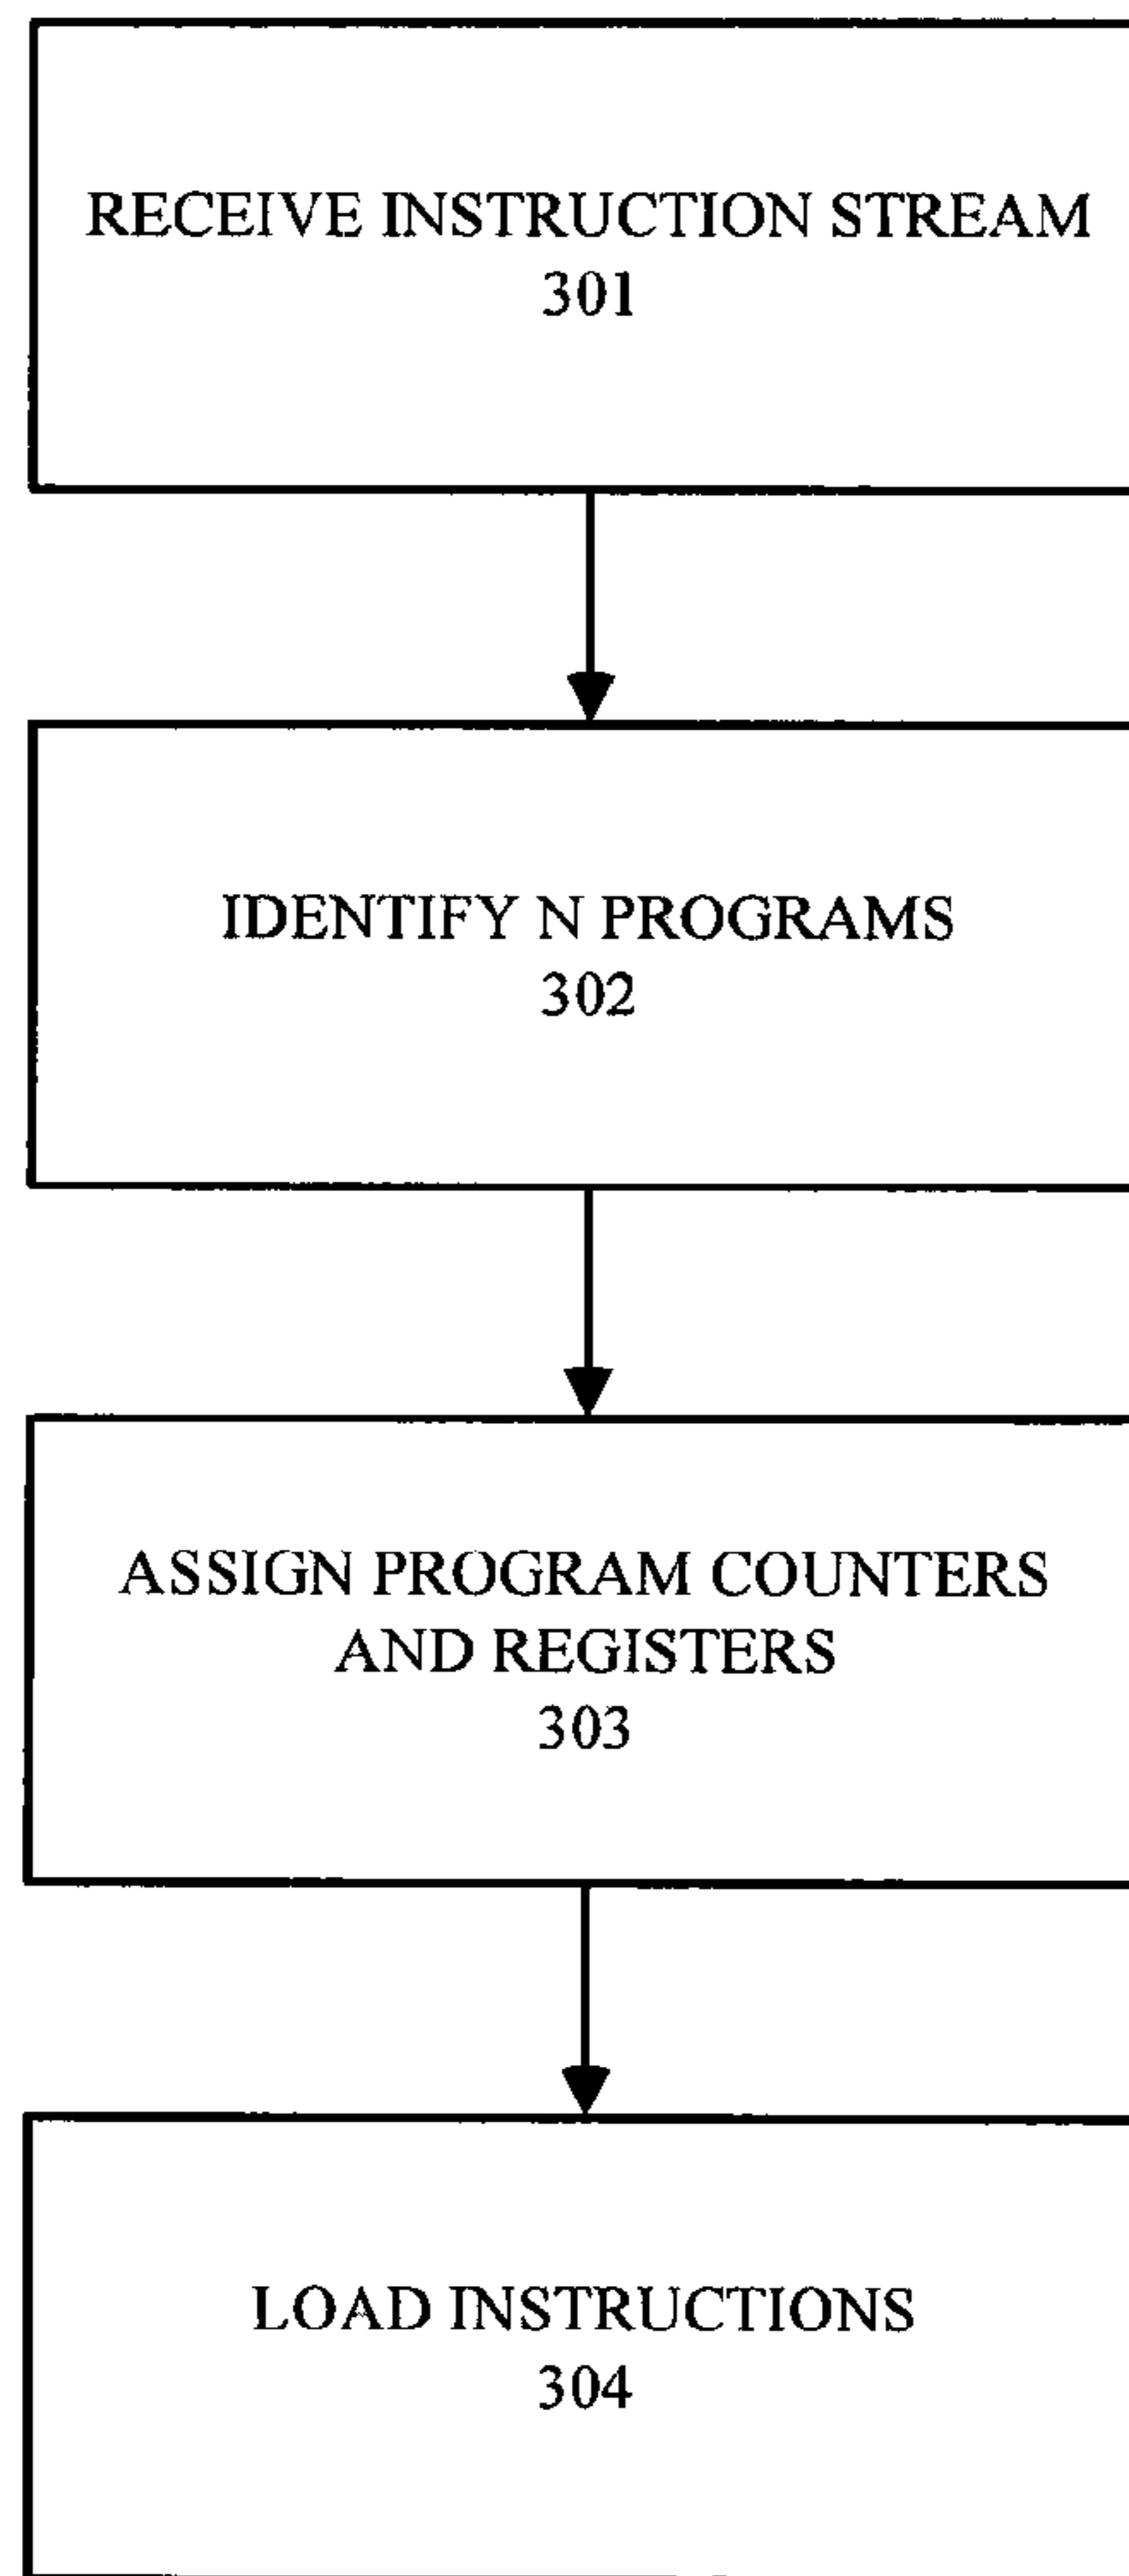 RECEIVE INSTRUCTION STREAM
301
IDENTIFY N PROGRAMS
302
ASSIGN PROGRAM COUNTERS
AND REGISTERS
303
LOAD INSTRUCTIONS
304